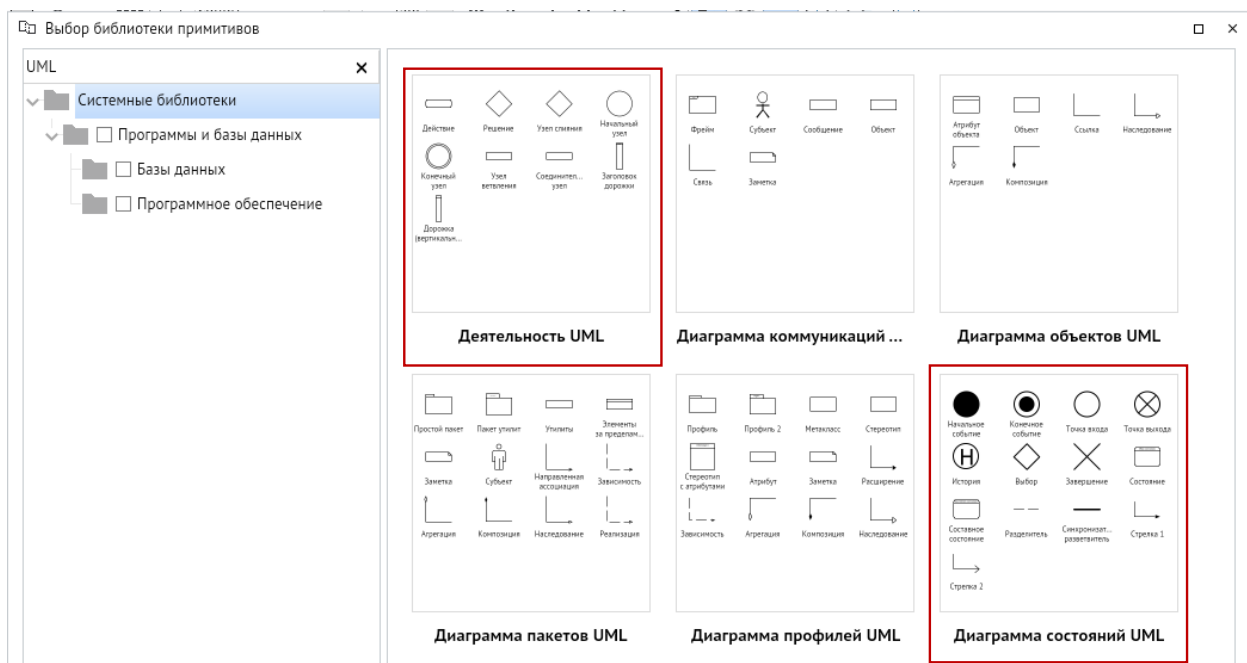 Выбор библиотеки примитивов
UML
Системные библиотеки
Программы и базы данных
Базы данных
Программное обеспечение
Действие
Решение
Узел слияния
Начальный
узел
Конечный
узел
Узел
ветвления
Соединител...
узел
Заголовок
дорожки
Дорожка
(вертикальн...
Деятельность UML
Фрейм
Субъект
Сообщение
Объект
Связь
Заметка
Диаграмма коммуникаций ...
Атрибут
объекта
Объект
Ссылка
Наследование
Агрегация
Композиция
Диаграмма объектов UML
Простой пакет
Пакет утилит
Утилиты
Элементы
за пределам...
Заметка
Субъект
Направленная
ассоциация
Зависимость
Агрегация
Композиция
Наследование
Реализация
Диаграмма пакетов UML
Профиль
Профиль 2
Метакласс
Стереотип
Стереотип
с атрибутами
Атрибут
Заметка
Расширение
Зависимость
Агрегация
Композиция
Наследование
Диаграмма профилей UML
Начальное
событие
Конечное
событие
Точка входа
Точка выхода
H
История
Выбор
Завершение
Состояние
Составное
состояние
Разделитель
Синхронизат...
разветвитель
Стрелка 1
Стрелка 2
Диаграмма состояний UML